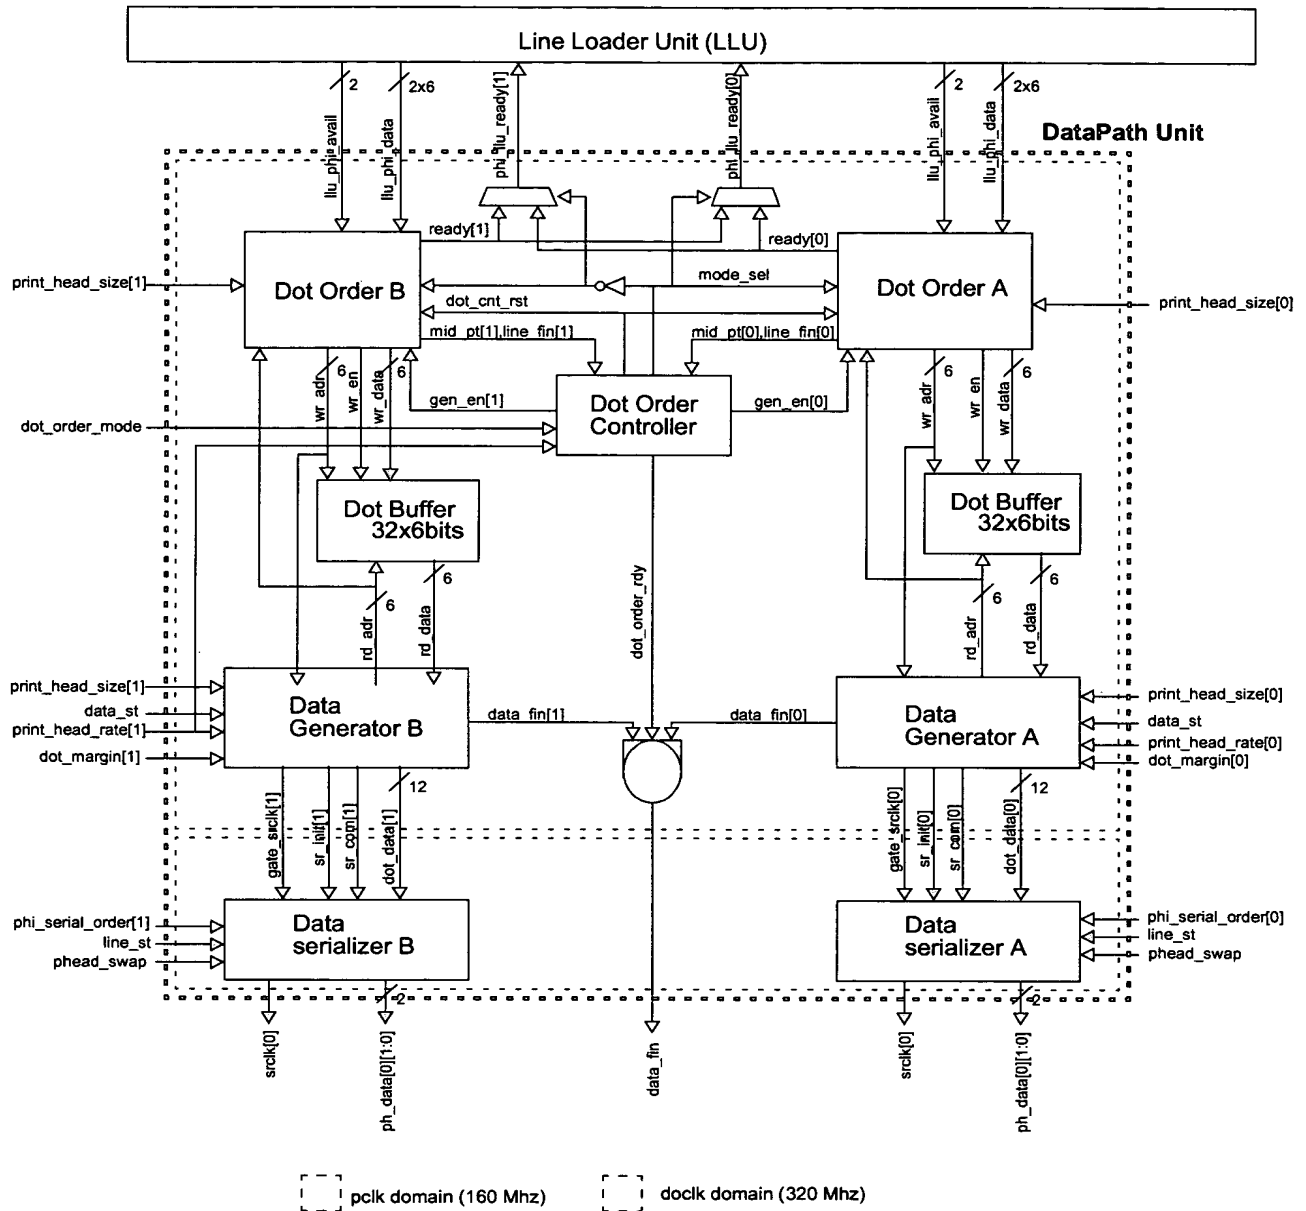 Line Loader Unit (LLU)
2
2x6
2
2x6
llu_phi_avail
llu_phi_data
phi_llu_ready[1]
phi_llu_ready[0]
llu_phi_avail
llu_phi_data
DataPath Unit
ready[1]
ready[0]
print_head_size[1]
Dot Order B
mode_sel
Dot Order A
print_head_size[0]
dot_cnt_rst
mid_pt[1],line_fin[1]
mid_pt[0],line_fin[0]
wr_adr
6
wr_en
wr_data
6
gen_en[1]
Dot Order
Controller
gen_en[0]
wr_adr
6
wr_en
wr_data
6
dot_order_mode
Dot Buffer
32x6bits
Dot Buffer
32x6bits
6
rd_adr
6
rd_data
dot_order_rdy
6
rd_adr
6
rd_data
print_head_size[1]
data_st
print_head_rate[1]
dot_margin[1]
Data
Generator B
data_fin[1]
data_fin[0]
Data
Generator A
print_head_size[0]
data_st
print_head_rate[0]
dot_margin[0]
gate_srclk[1]
sr_init[1]
sr_com[1]
dot_data[1]
12
gate_srclk[0]
sr_init[0]
sr_com[0]
dot_data[0]
12
phi_serial_order[1]
line_st
phead_swap
Data
serializer B
Data
serializer A
phi_serial_order[0]
line_st
phead_swap
2
2
srclk[0]
ph_data[0][1:0]
data_fin
srclk[0]
ph_data[0][1:0]
pclk domain (160 Mhz)
doclk domain (320 Mhz)